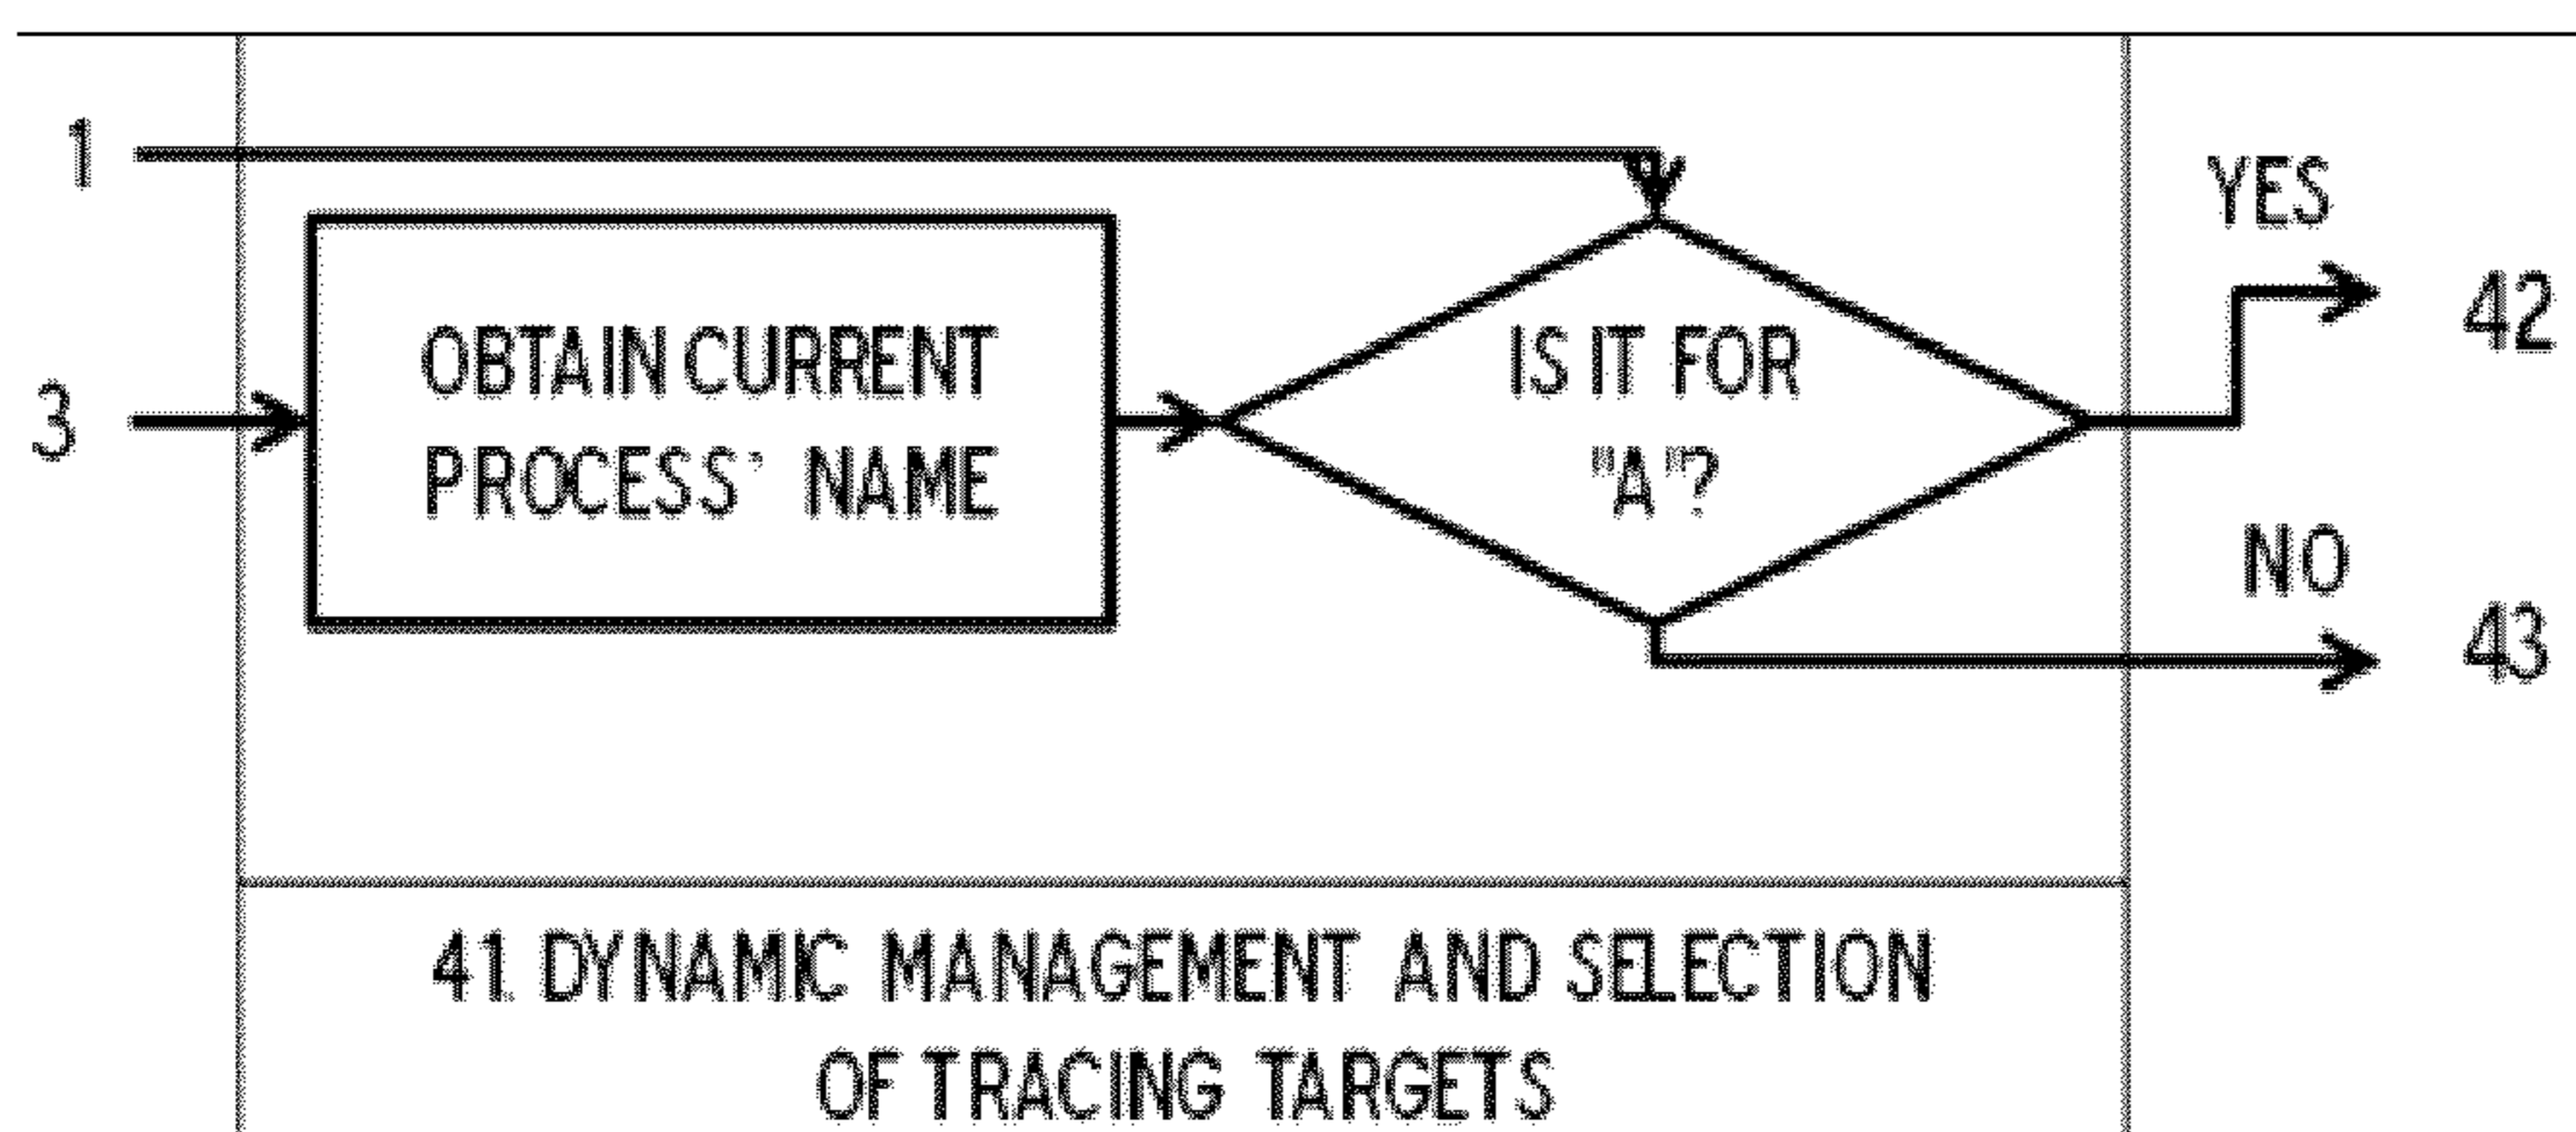 1
YES
42
3
OBTAIN CURRENT
PROCESS' NAME
IS IT FOR
"A"?
NO
43
41 DYNAMIC MANAGEMENT AND SELECTION
OF TRACING TARGETS